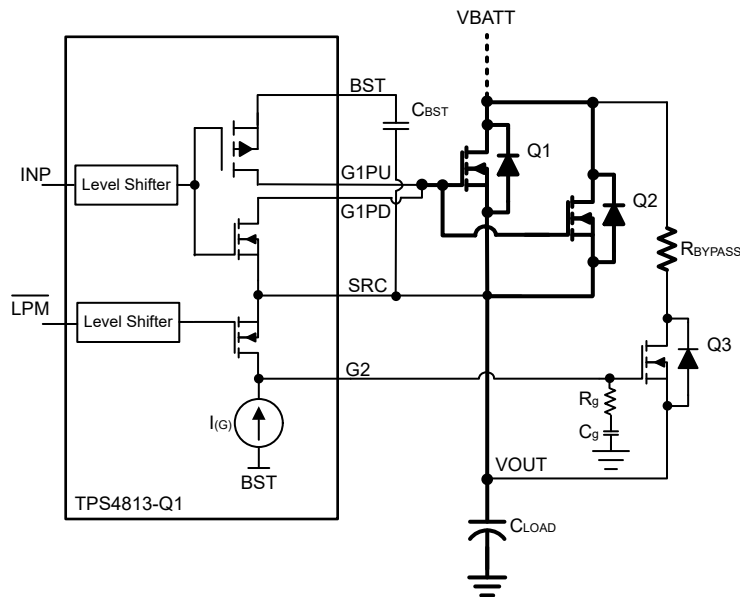 VBATT
BST
CBST
Q1
INP
Level Shifter
G1PU
G1PD
Q2
RBYPASS
SRC
LPM
Level Shifter
Q3
G2
Rg
I(G)
Cg
BST
VOUT
TPS4813-Q1
CLOAD